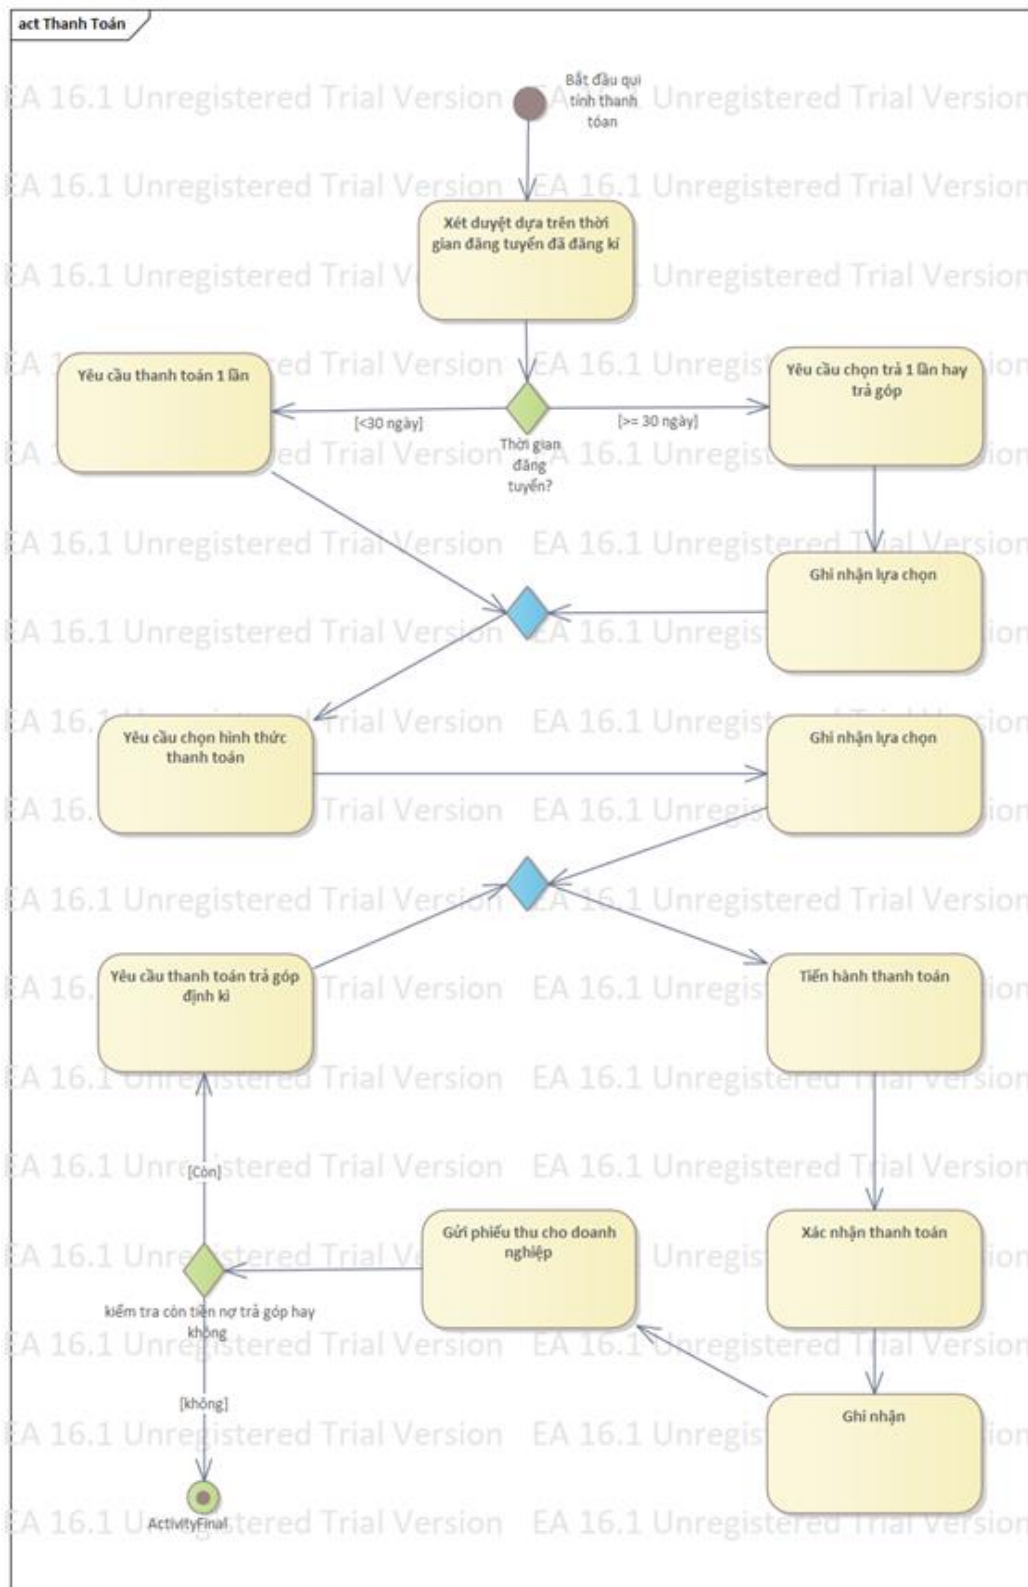 act Thanh Toán
Bắt đầu qui
tính thanh
tóan
Xét duyệt dựa trên thời
gian đăng tuyển đã đăng kí
Yêu cầu thanh toán 1 lần
Yêu cầu chọn trả 1 lần hay
trả góp
[<30 ngày]
[>= 30 ngày]
Thời gian
đăng
tuyển?
Ghi nhận lựa chọn
Yêu cầu chọn hình thức
thanh toán
Ghi nhận lựa chọn
Yêu cầu thanh toán trả góp
định kì
Tiến hành thanh toán
[Còn]
Gửi phiếu thu cho doanh
nghiệp
Xác nhận thanh toán
kiểm tra còn tiền nợ trả góp hay
không
[không]
Ghi nhận
ActivityFinal
EA 16.1 Unregistered Trial Version